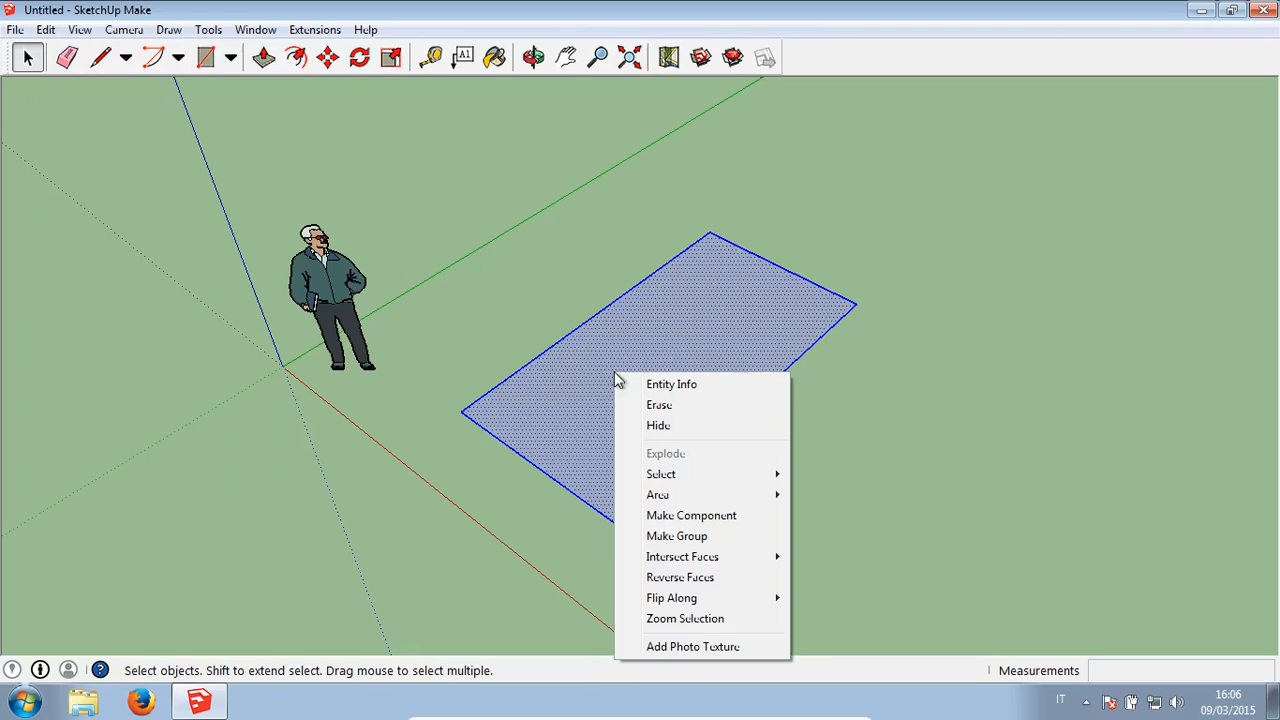 Untitled - SketchUp Make
File Edit View Camera Draw Tools Window Extensions Help
A1
Entity Info
Erase
Hide
Explode
Select
Area
Make Component
Make Group
Intersect Faces
Reverse Faces
Flip Along
Zoom Selection
Add Photo Texture
Select objects. Shift to extend select. Drag mouse to select multiple.
Measurements
IT
16:06
09/03/2015